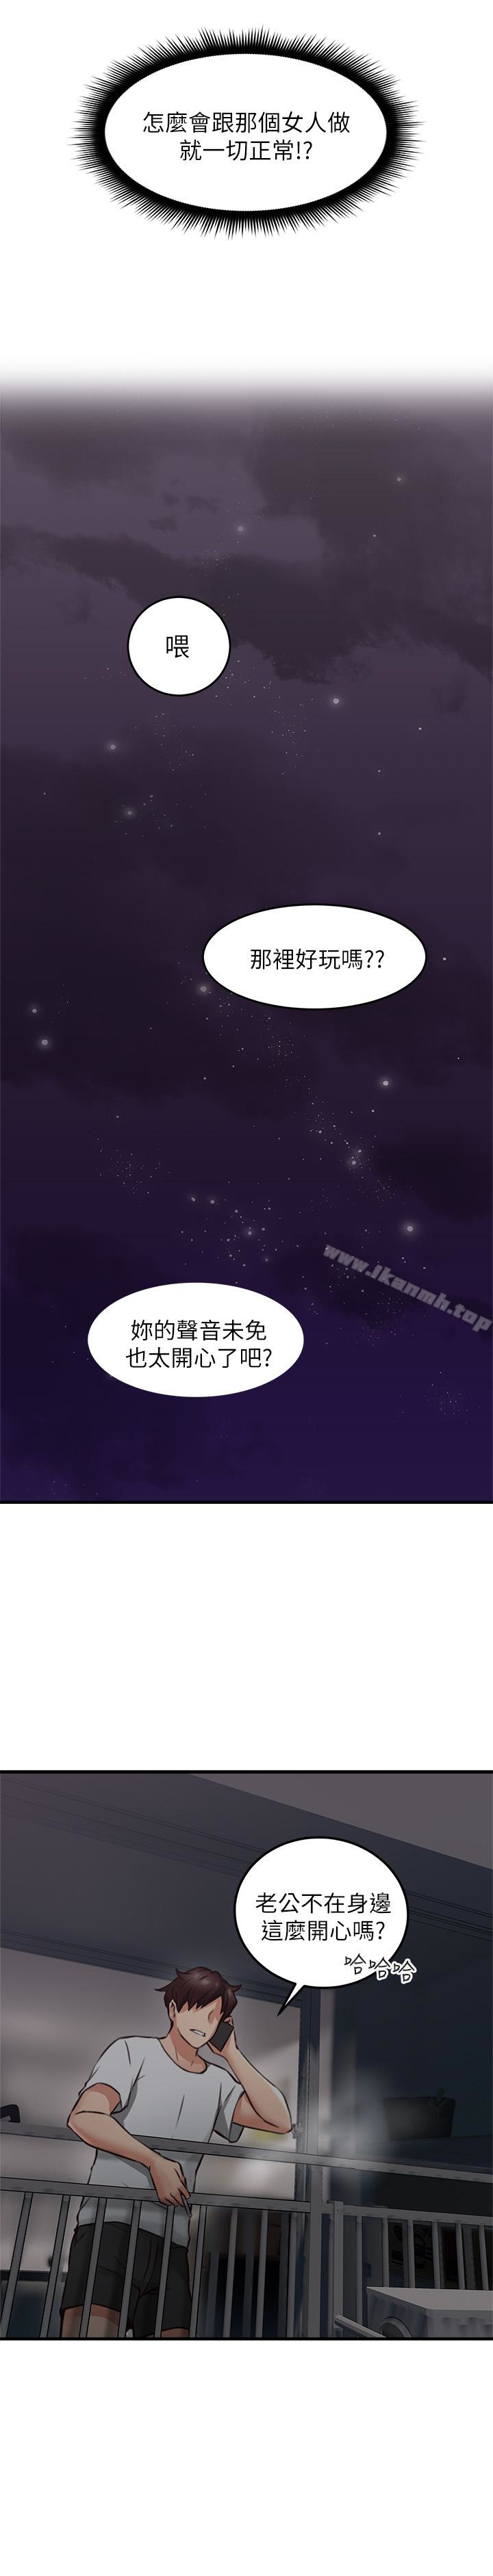 怎麼會跟那個女人做
就一切正常!?
喂
那裡好玩嗎??
www.ikanmh.top
妳的聲音未免
也太開心了吧?
老公不在身邊
這麼開心嗎?
哈哈哈